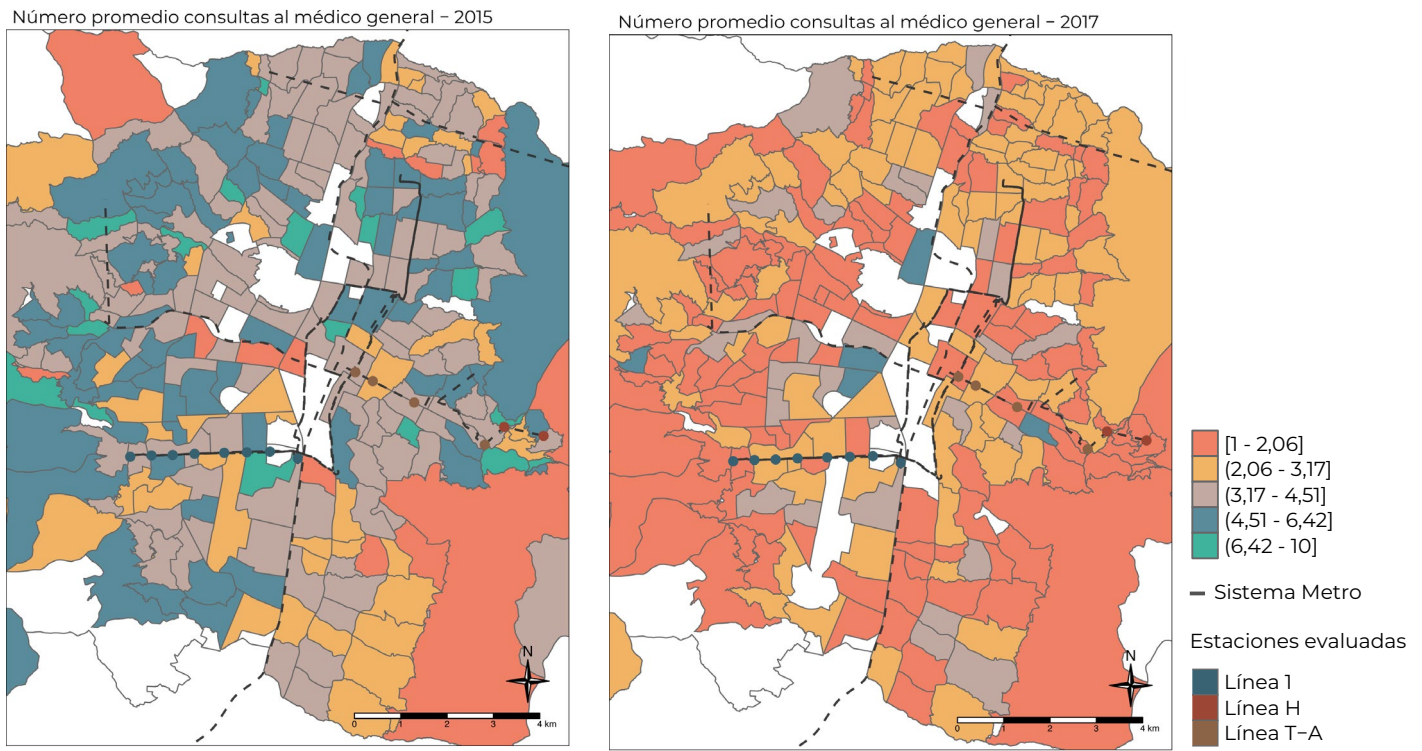 Número promedio consultas al médico general – 2015
Número promedio consultas al médico general – 2017
N
0 1 2 3 4 km
N
0 1 2 3 4 km
[1 - 2,06]
(2,06 - 3,17]
(3,17 - 4,51]
(4,51 - 6,42]
(6,42 - 10]
Sistema Metro
Estaciones evaluadas
Línea 1
Línea H
Línea T–A